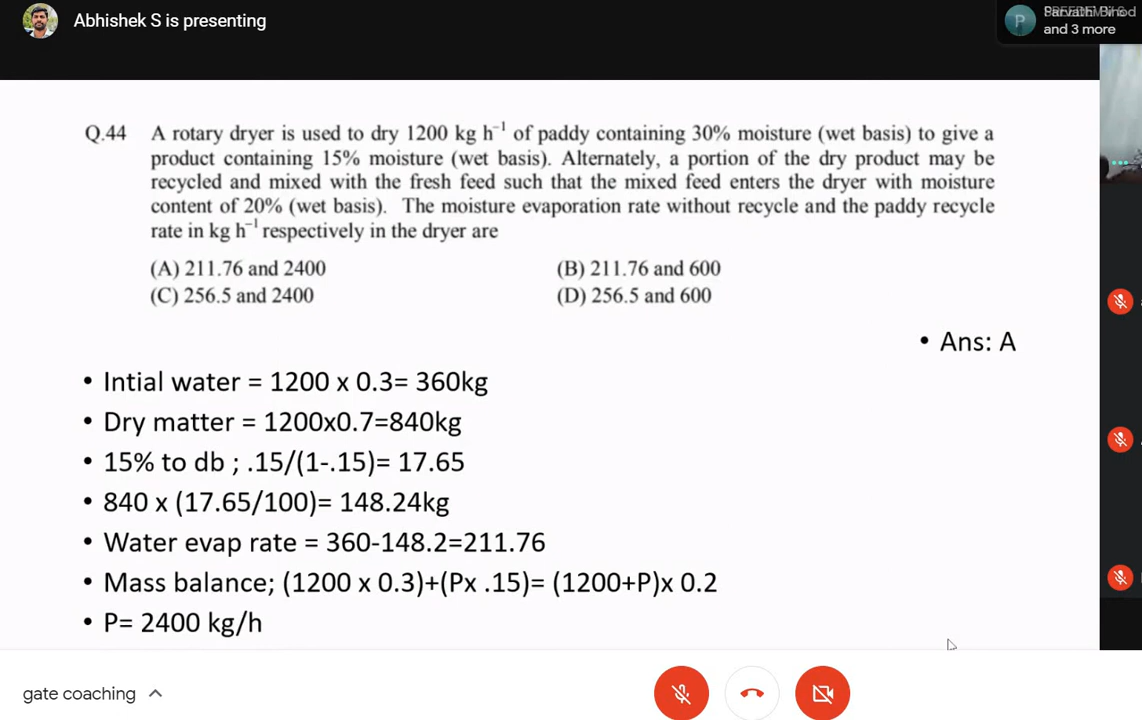 Abhishek S is presenting
P
and 3 more
Q.44 A rotary dryer is used to dry 1200 kg h⁻¹ of paddy containing 30% moisture (wet basis) to give a
product containing 15% moisture (wet basis). Alternately, a portion of the dry product may be
recycled and mixed with the fresh feed such that the mixed feed enters the dryer with moisture
content of 20% (wet basis). The moisture evaporation rate without recycle and the paddy recycle
rate in kg h⁻¹ respectively in the dryer are
(A) 211.76 and 2400 (B) 211.76 and 600
(C) 256.5 and 2400 (D) 256.5 and 600
• Ans: A
• Intial water = 1200 x 0.3= 360kg
• Dry matter = 1200x0.7=840kg
• 15% to db ; .15/(1-.15)= 17.65
• 840 x (17.65/100)= 148.24kg
• Water evap rate = 360-148.2=211.76
• Mass balance; (1200 x 0.3)+(Px .15)= (1200+P)x 0.2
• P= 2400 kg/h
gate coaching